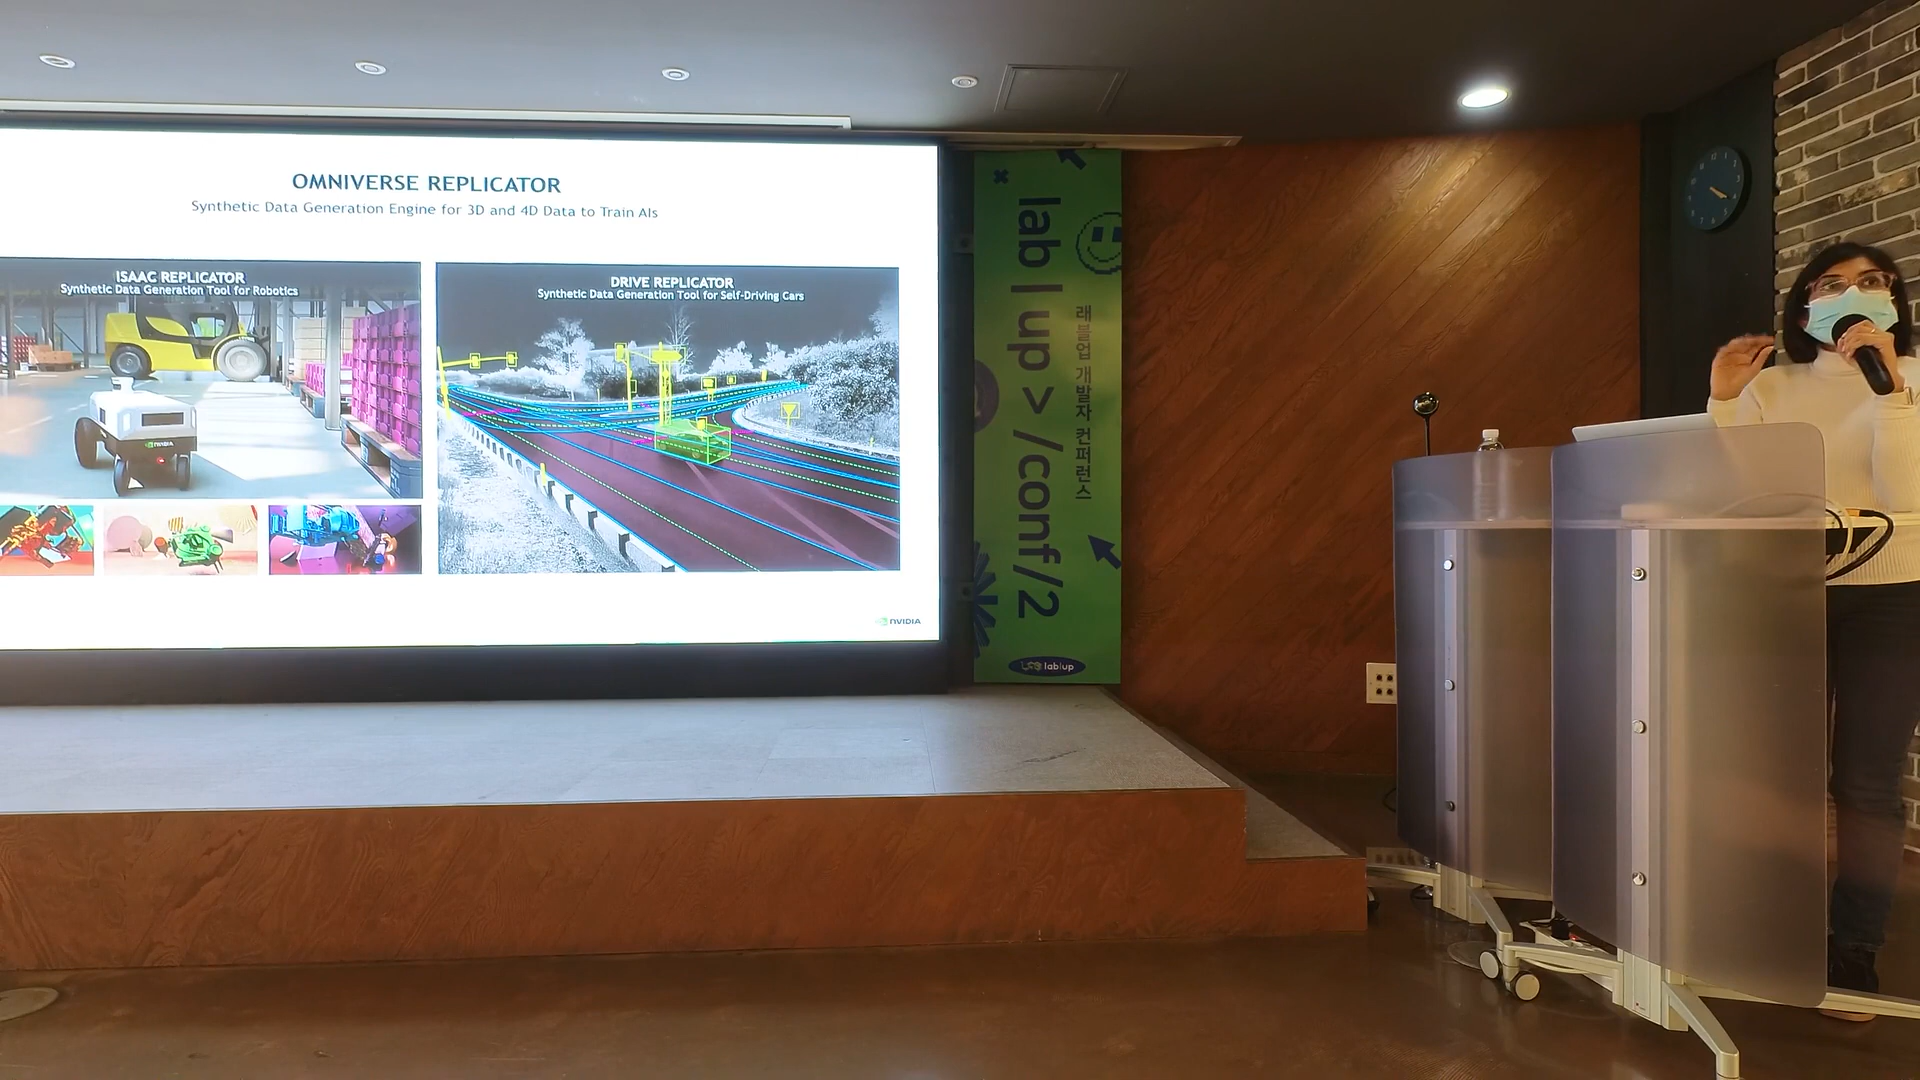 OMNIVERSE REPLICATOR
Synthetic Data Generation Engine for 3D and 4D Data to Train AIs
ISAAC REPLICATOR
Synthetic Data Generation Tool for Robotics
NVIDIA
DRIVE REPLICATOR
Synthetic Data Generation Tool for Self-Driving Cars
NVIDIA
lab | up > /conf/2
래블업 개발자 컨퍼런스
lablup